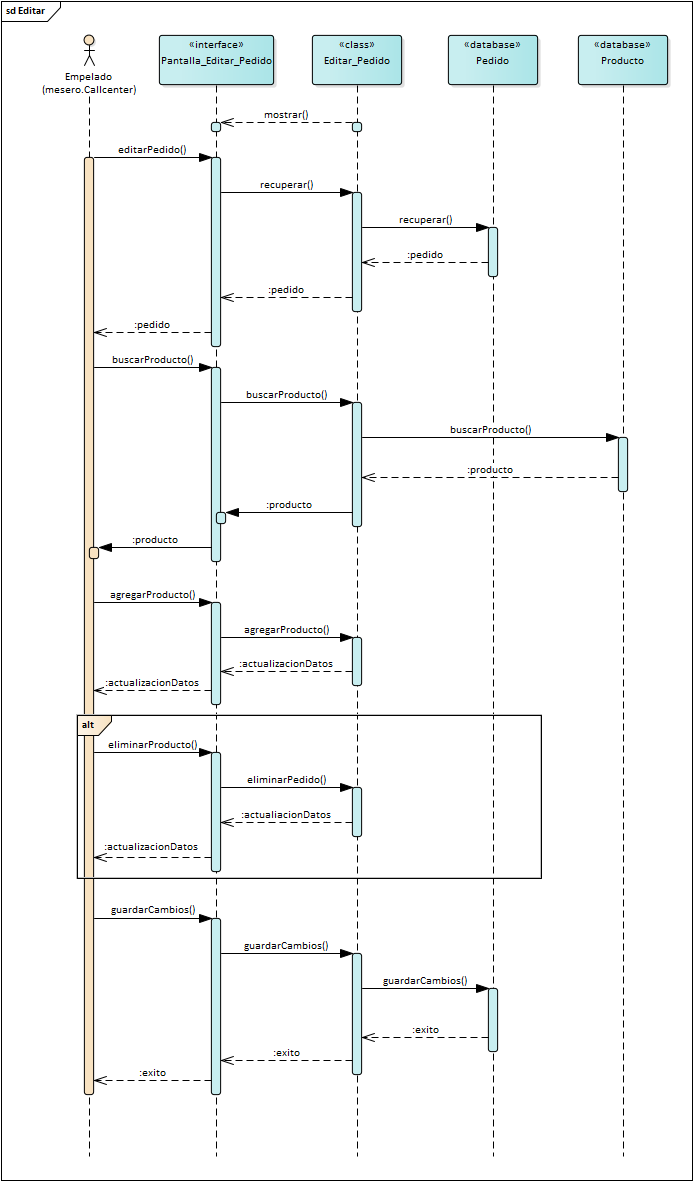 sd Editar
Empelado
(mesero.Callcenter)
«interface»
Pantalla_Editar_Pedido
«class»
Editar_Pedido
«database»
Pedido
«database»
Producto
mostrar()
editarPedido()
recuperar()
recuperar()
:pedido
:pedido
:pedido
buscarProducto()
buscarProducto()
buscarProducto()
:producto
:producto
:producto
agregarProducto()
agregarProducto()
:actualizacionDatos
:actualizacionDatos
alt
eliminarProducto()
eliminarPedido()
:actualiacionDatos
:actualizacionDatos
guardarCambios()
guardarCambios()
guardarCambios()
:exito
:exito
:exito